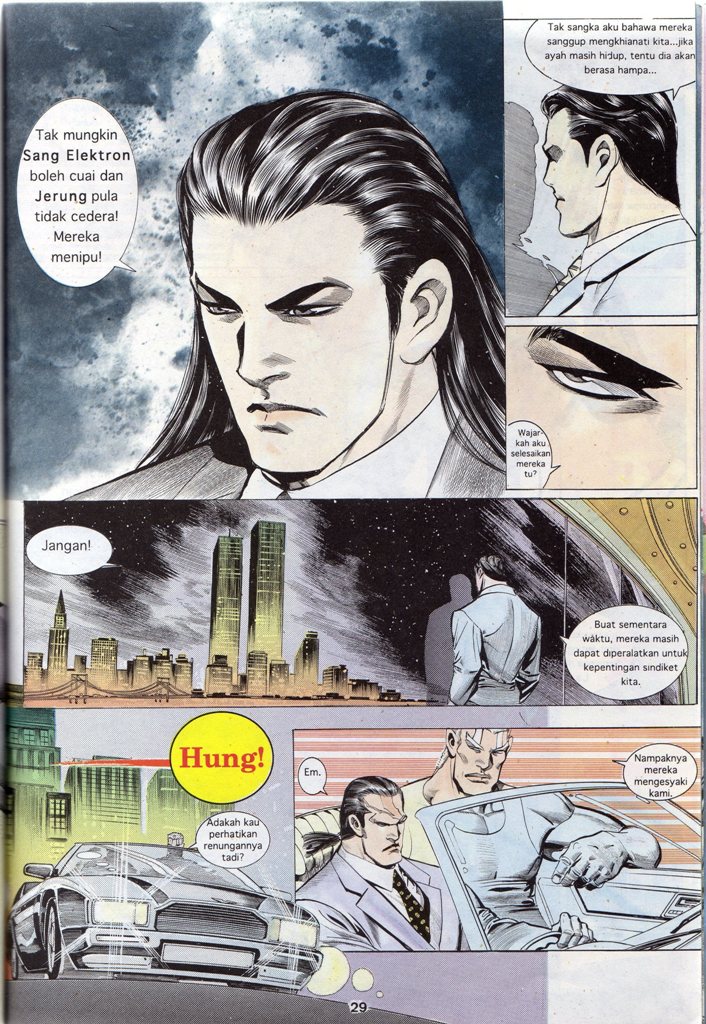 Tak mungkin
Sang Elektron
boleh cuai dan
Jerung pula
tidak cedera!
Mereka
menipu!
Tak sangka aku bahawa mereka
sanggup mengkhianati kita...jika
ayah masih hidup, tentu dia akan
berasa hampa...
Wajar-
kah aku
selesaikan
mereka
tu?
Jangan!
Buat sementara
waktu, mereka masih
dapat diperalatkan untuk
kepentingan sindiket
kita.
Hung!
Adakah kau
perhatikan
renungannya
tadi?
Em.
Nampaknya
mereka
mengesyaki
kami.
29